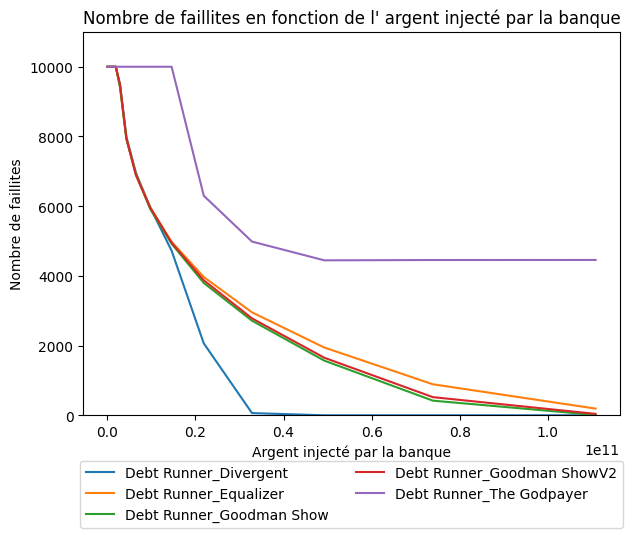 Nombre de faillites en fonction de l' argent injecté par la banque
10000
8000
6000
4000
2000
0
Nombre de faillites
0.0
0.2
0.4
0.6
0.8
1.0
1e11
Argent injecté par la banque
Debt Runner_Divergent
Debt Runner_Equalizer
Debt Runner_Goodman Show
Debt Runner_Goodman ShowV2
Debt Runner_The Godpayer